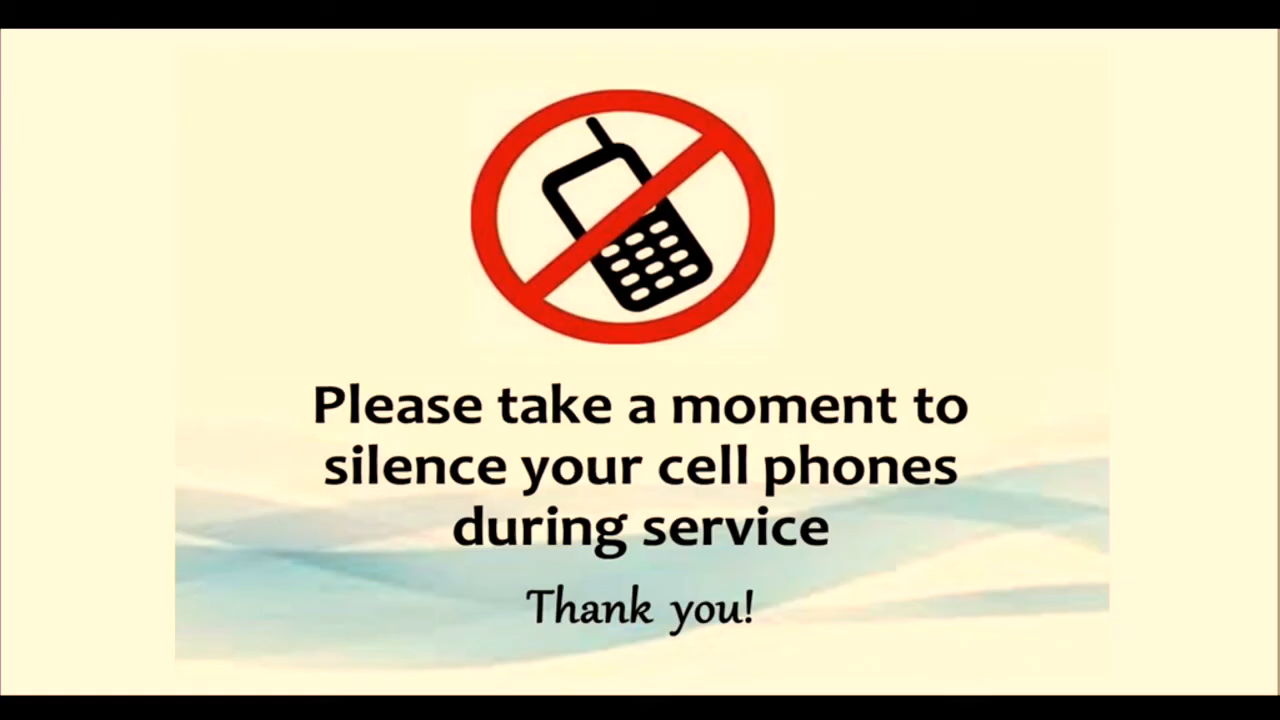 Please take a moment to
silence your cell phones
during service
Thank you!